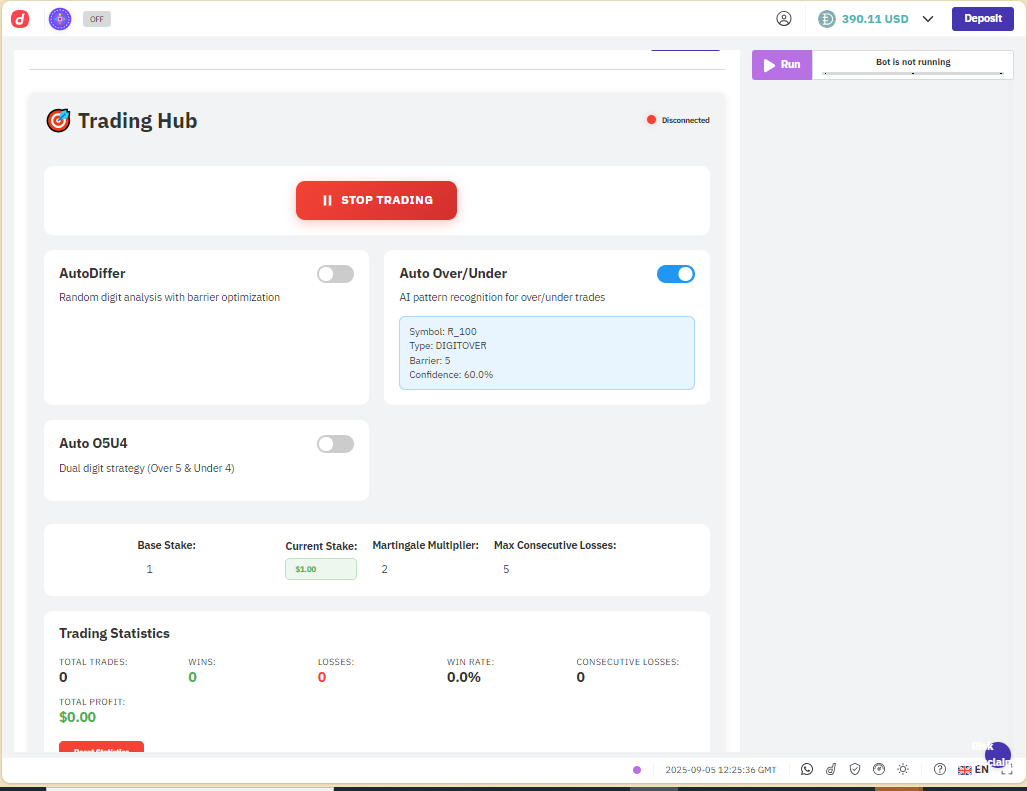 OFF
390.11 USD
Deposit
Run
Bot is not running
Trading Hub
Disconnected
STOP TRADING
AutoDiffer
Random digit analysis with barrier optimization
Auto Over/Under
AI pattern recognition for over/under trades
Symbol: R_100
Type: DIGITOVER
Barrier: 5
Confidence: 60.0%
Auto O5U4
Dual digit strategy (Over 5 & Under 4)
Base Stake:
1
Current Stake:
$1.00
Martingale Multiplier:
2
Max Consecutive Losses:
5
Trading Statistics
TOTAL TRADES:
0
WINS:
0
LOSSES:
0
WIN RATE:
0.0%
CONSECUTIVE LOSSES:
0
TOTAL PROFIT:
$0.00
Reset Statistics
2025-09-05 12:25:36 GMT
EN